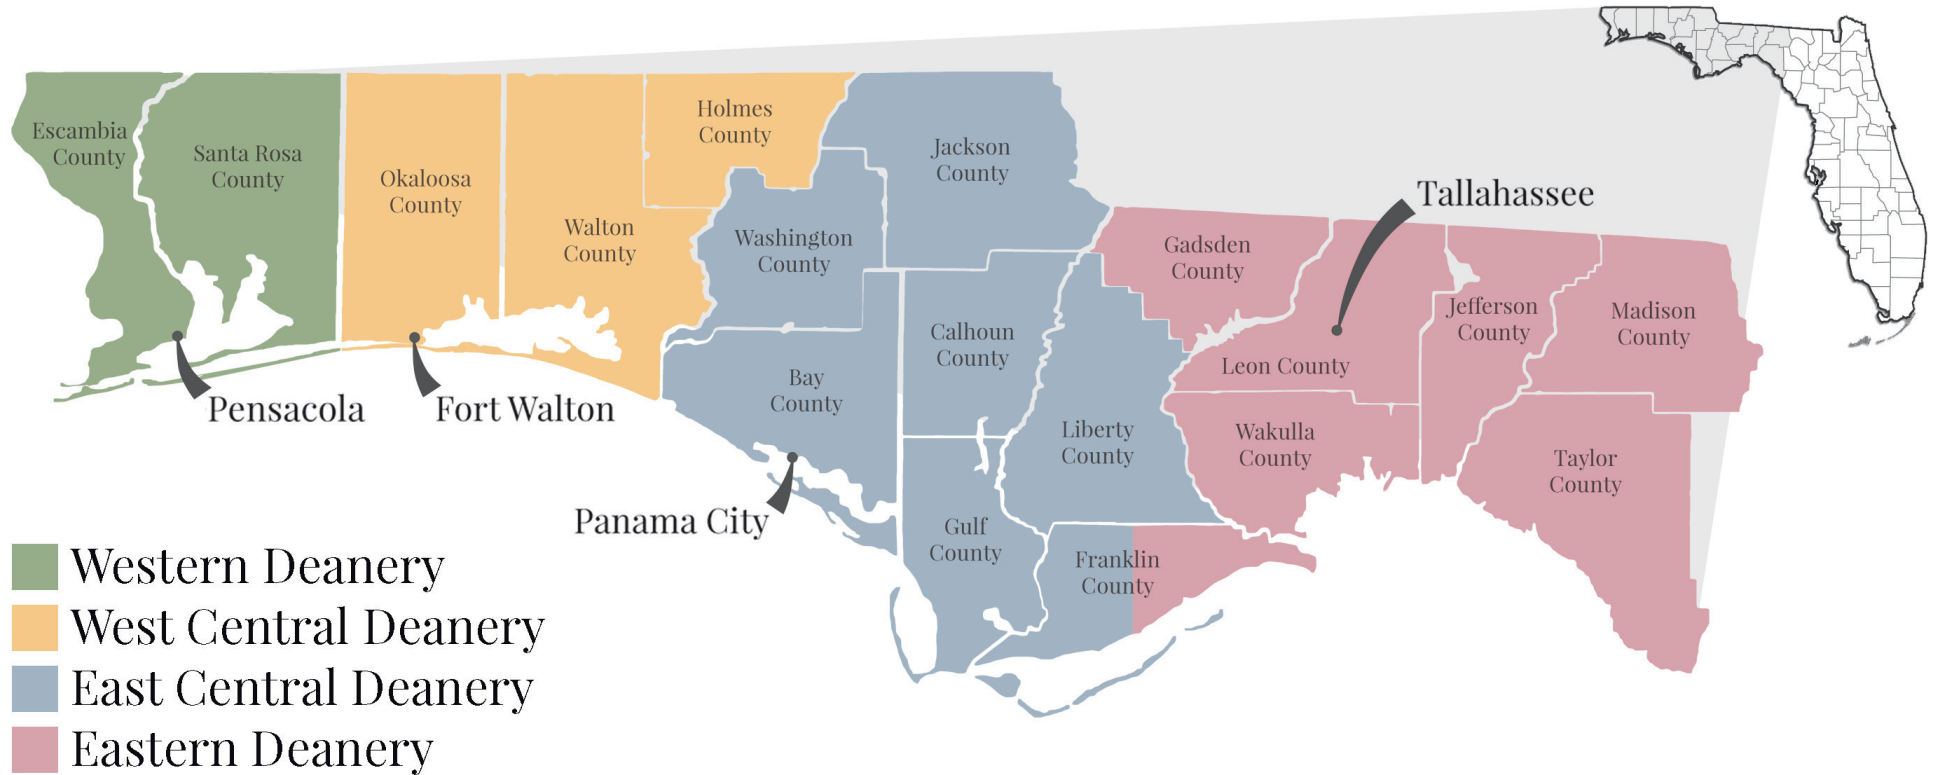 Escambia
County
Santa Rosa
County
Okaloosa
County
Walton
County
Holmes
County
Washington
County
Jackson
County
Bay
County
Calhoun
County
Gulf
County
Liberty
County
Franklin
County
Gadsden
County
Leon County
Wakulla
County
Jefferson
County
Madison
County
Taylor
County
Tallahassee
Pensacola
Fort Walton
Panama City
Western Deanery
West Central Deanery
East Central Deanery
Eastern Deanery